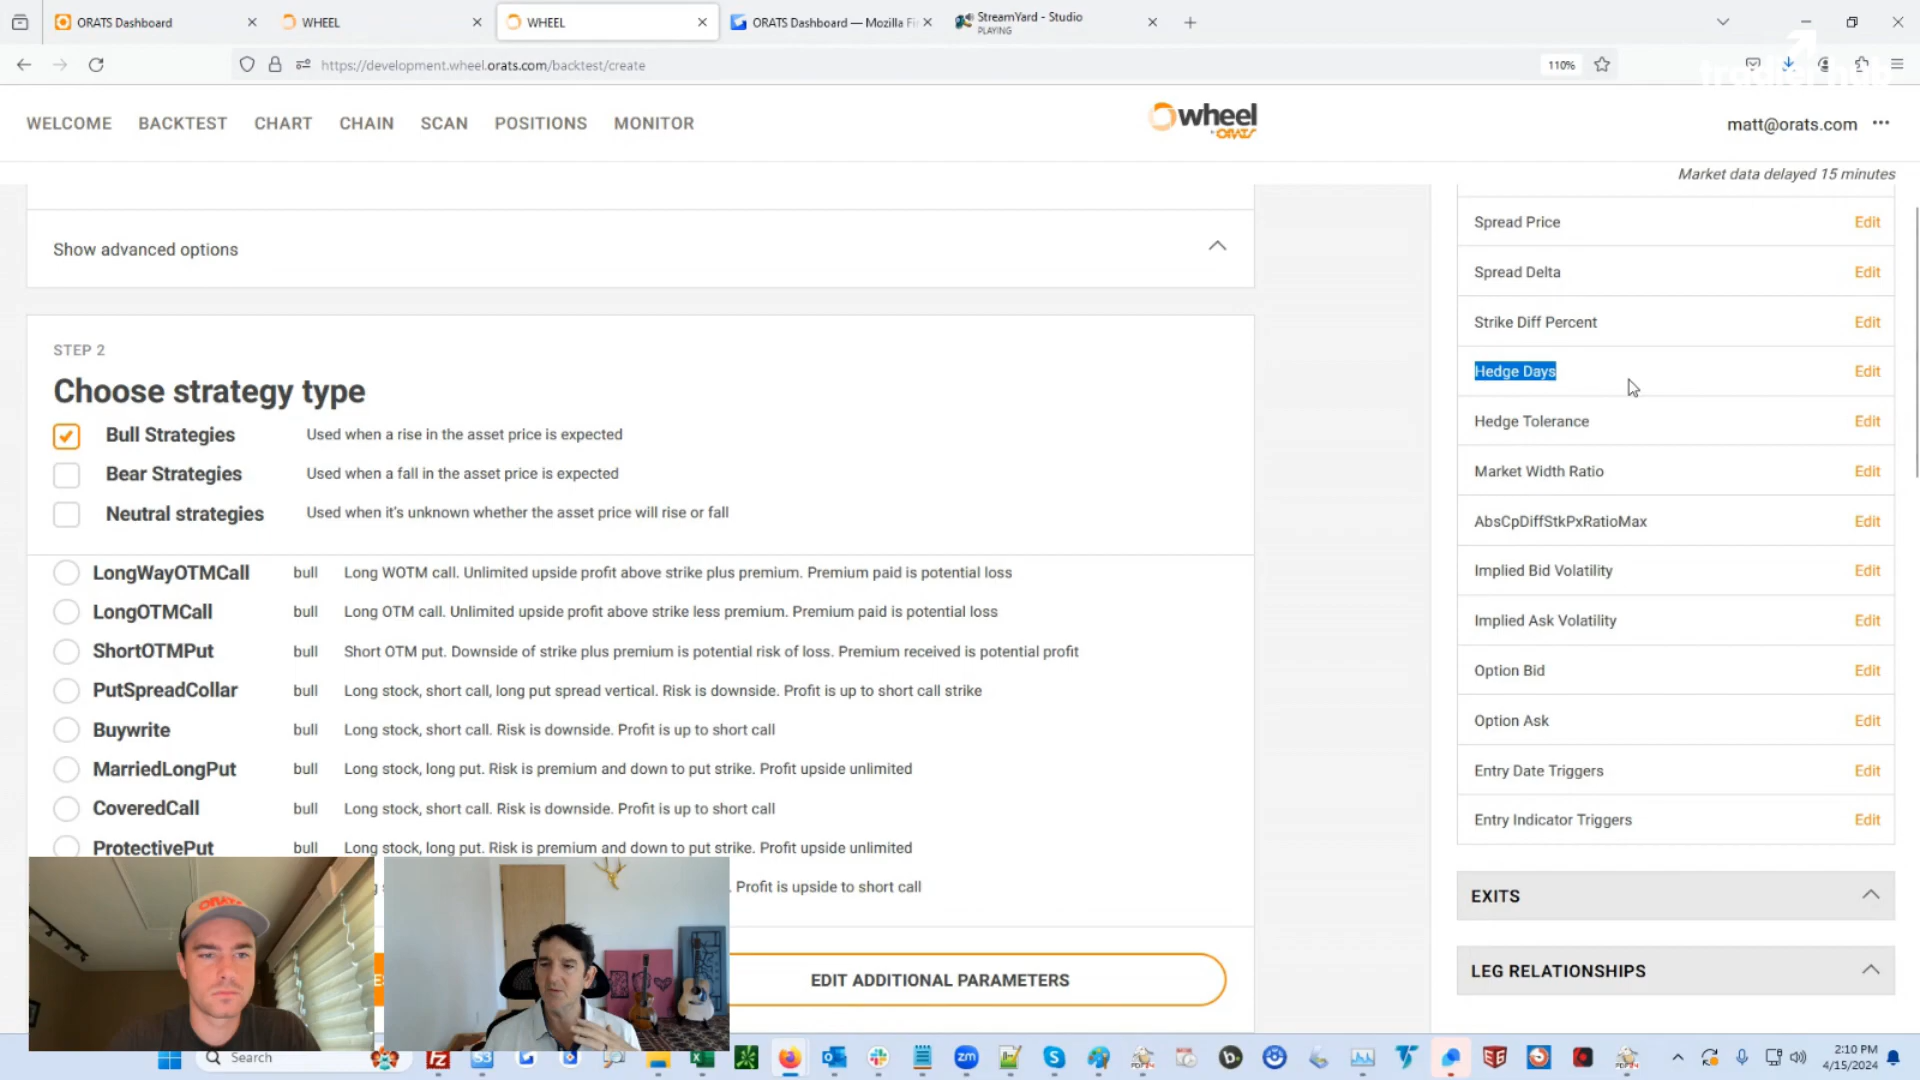 ORATS Dashboard
WHEEL
WHEEL
ORATS Dashboard — Mozilla Fi
StreamYard - Studio
PLAYING
https://development.wheel.orats.com/backtest/create
110%
tradier hub
WELCOME
BACKTEST
CHART
CHAIN
SCAN
POSITIONS
MONITOR
wheel
by ORATS
matt@orats.com
Market data delayed 15 minutes
Show advanced options
STEP 2
Choose strategy type
Bull Strategies Used when a rise in the asset price is expected
Bear Strategies Used when a fall in the asset price is expected
Neutral strategies Used when it's unknown whether the asset price will rise or fall
LongWayOTMCall bull Long WOTM call. Unlimited upside profit above strike plus premium. Premium paid is potential loss
LongOTMCall bull Long OTM call. Unlimited upside profit above strike less premium. Premium paid is potential loss
ShortOTMPut bull Short OTM put. Downside of strike plus premium is potential risk of loss. Premium received is potential profit
PutSpreadCollar bull Long stock, short call, long put spread vertical. Risk is downside. Profit is up to short call strike
Buywrite bull Long stock, short call. Risk is downside. Profit is up to short call
MarriedLongPut bull Long stock, long put. Risk is premium and down to put strike. Profit upside unlimited
CoveredCall bull Long stock, short call. Risk is downside. Profit is up to short call
ProtectivePut bull Long stock, long put. Risk is premium and down to put strike. Profit upside unlimited
. Profit is upside to short call
EDIT ADDITIONAL PARAMETERS
Spread Price Edit
Spread Delta Edit
Strike Diff Percent Edit
Hedge Days Edit
Hedge Tolerance Edit
Market Width Ratio Edit
AbsCpDiffStkPxRatioMax Edit
Implied Bid Volatility Edit
Implied Ask Volatility Edit
Option Bid Edit
Option Ask Edit
Entry Date Triggers Edit
Entry Indicator Triggers Edit
EXITS
LEG RELATIONSHIPS
ORATS
Search
2:10 PM
4/15/2024